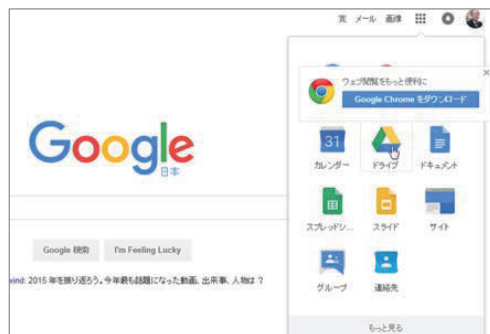 寛 メール 画像
ウェブ閲覧をもっと便利に
Google Chrome をダウンロード
Google
日本
31
カレンダー ドライブ ドキュメント
スプレッドシ... スライド サイト
Google 検索 I'm Feeling Lucky
2015 年を振り返ろう。今年最も話題になった動画、出来事、人物は ?
グループ 連絡先
もっと見る